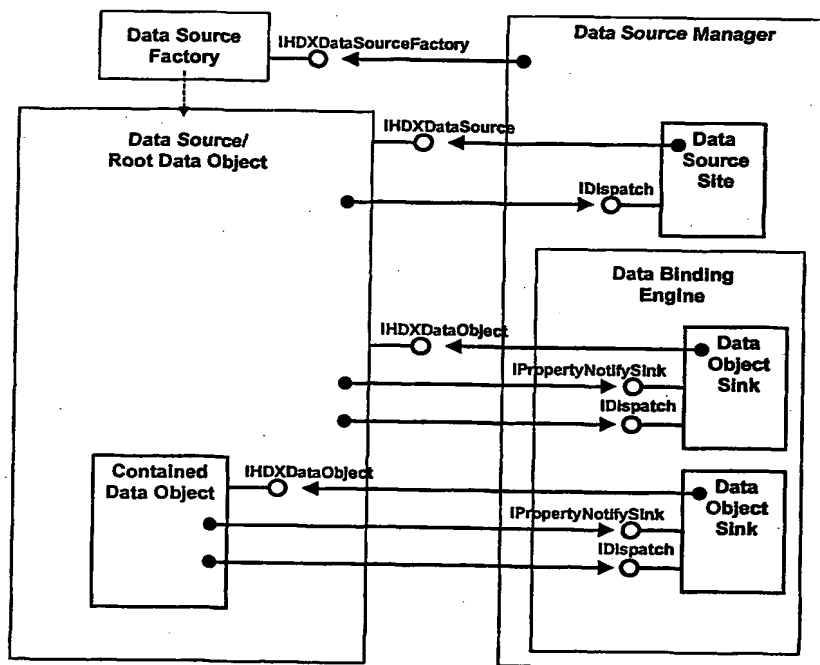 Data Source
Factory
IHDXDataSourceFactory
Data Source Manager
Data Source/
Root Data Object
IHDXDataSource
Data
Source
Site
IDispatch
Data Binding
Engine
IHDXDataObject
Data
Object
Sink
IPropertyNotifySink
IDispatch
Contained
Data Object
IHDXDataObject
Data
Object
Sink
IPropertyNotifySink
IDispatch